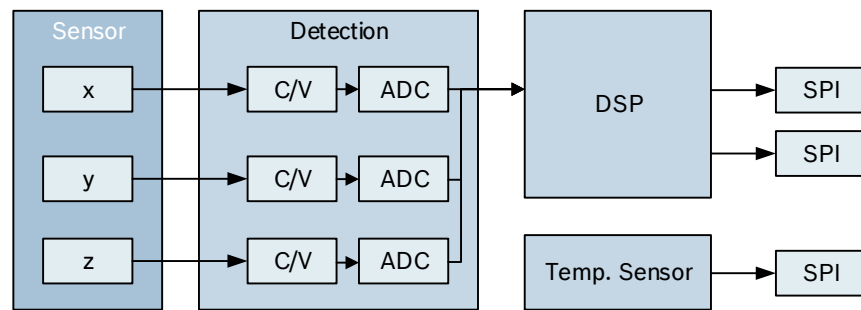 Sensor
Detection
x
C/V
ADC
DSP
SPI
SPI
y
C/V
ADC
z
C/V
ADC
Temp. Sensor
SPI